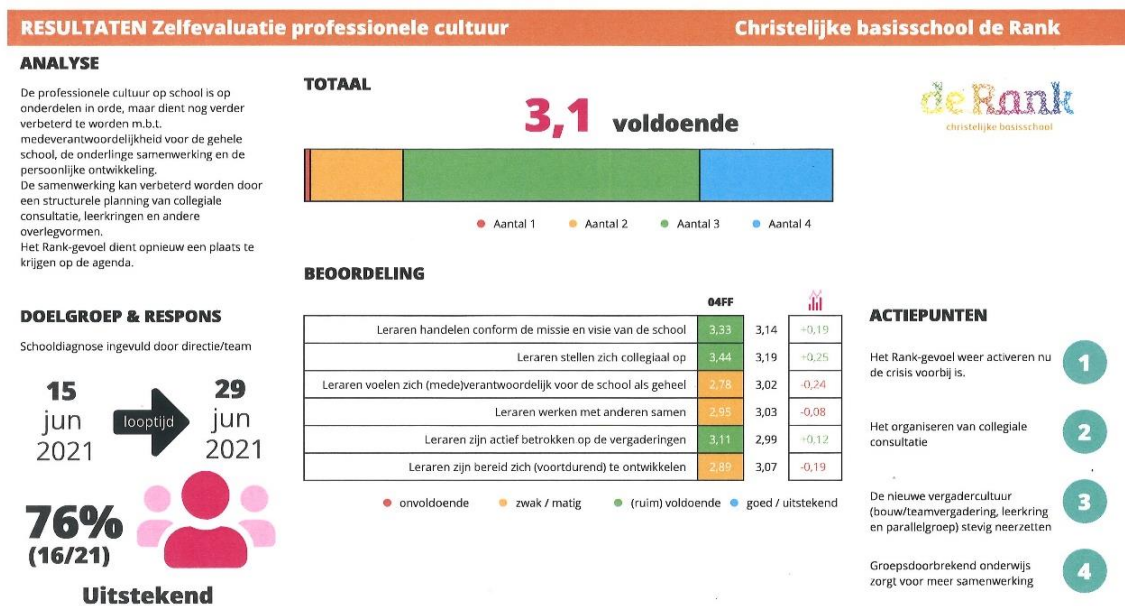 RESULTATEN Zelfevaluatie professionele cultuur
Christelijke basisschool de Rank
ANALYSE
De professionele cultuur op school is op
onderdelen in orde, maar dient nog verder
verbeterd te worden m.b.t.
medeverantwoordelijkheid voor de gehele
school, de onderlinge samenwerking en de
persoonlijke ontwikkeling.
De samenwerking kan verbeterd worden door
een structurele planning van collegiale
consultatie, leerkringen en andere
overlegvormen.
Het Rank-gevoel dient opnieuw een plaats te
krijgen op de agenda.
DOELGROEP & RESPONS
Schooldiagnose ingevuld door directie/team
15
jun
2021
looptijd
29
jun
2021
76%
(16/21)
Uitstekend
TOTAAL
3,1 voldoende
Aantal 1 Aantal 2 Aantal 3 Aantal 4
de Rank
christelijke basisschool
BEOORDELING
04FF
Leraren handelen conform de missie en visie van de school 3,33 3,14 +0,19
Leraren stellen zich collegiaal op 3,44 3,19 +0,25
Leraren voelen zich (mede)verantwoordelijk voor de school als geheel 2,78 3,02 -0,24
Leraren werken met anderen samen 2,95 3,03 -0,08
Leraren zijn actief betrokken op de vergaderingen 3,11 2,99 +0,12
Leraren zijn bereid zich (voortdurend) te ontwikkelen 2,89 3,07 -0,19
onvoldoende zwak / matig (ruim) voldoende goed / uitstekend
ACTIEPUNTEN
Het Rank-gevoel weer activeren nu
de crisis voorbij is.
1
Het organiseren van collegiale
consultatie
2
De nieuwe vergadercultuur
(bouw/teamvergadering, leerkring
en parallelgroep) stevig neerzetten
3
Groepsdoorbrekend onderwijs
zorgt voor meer samenwerking
4